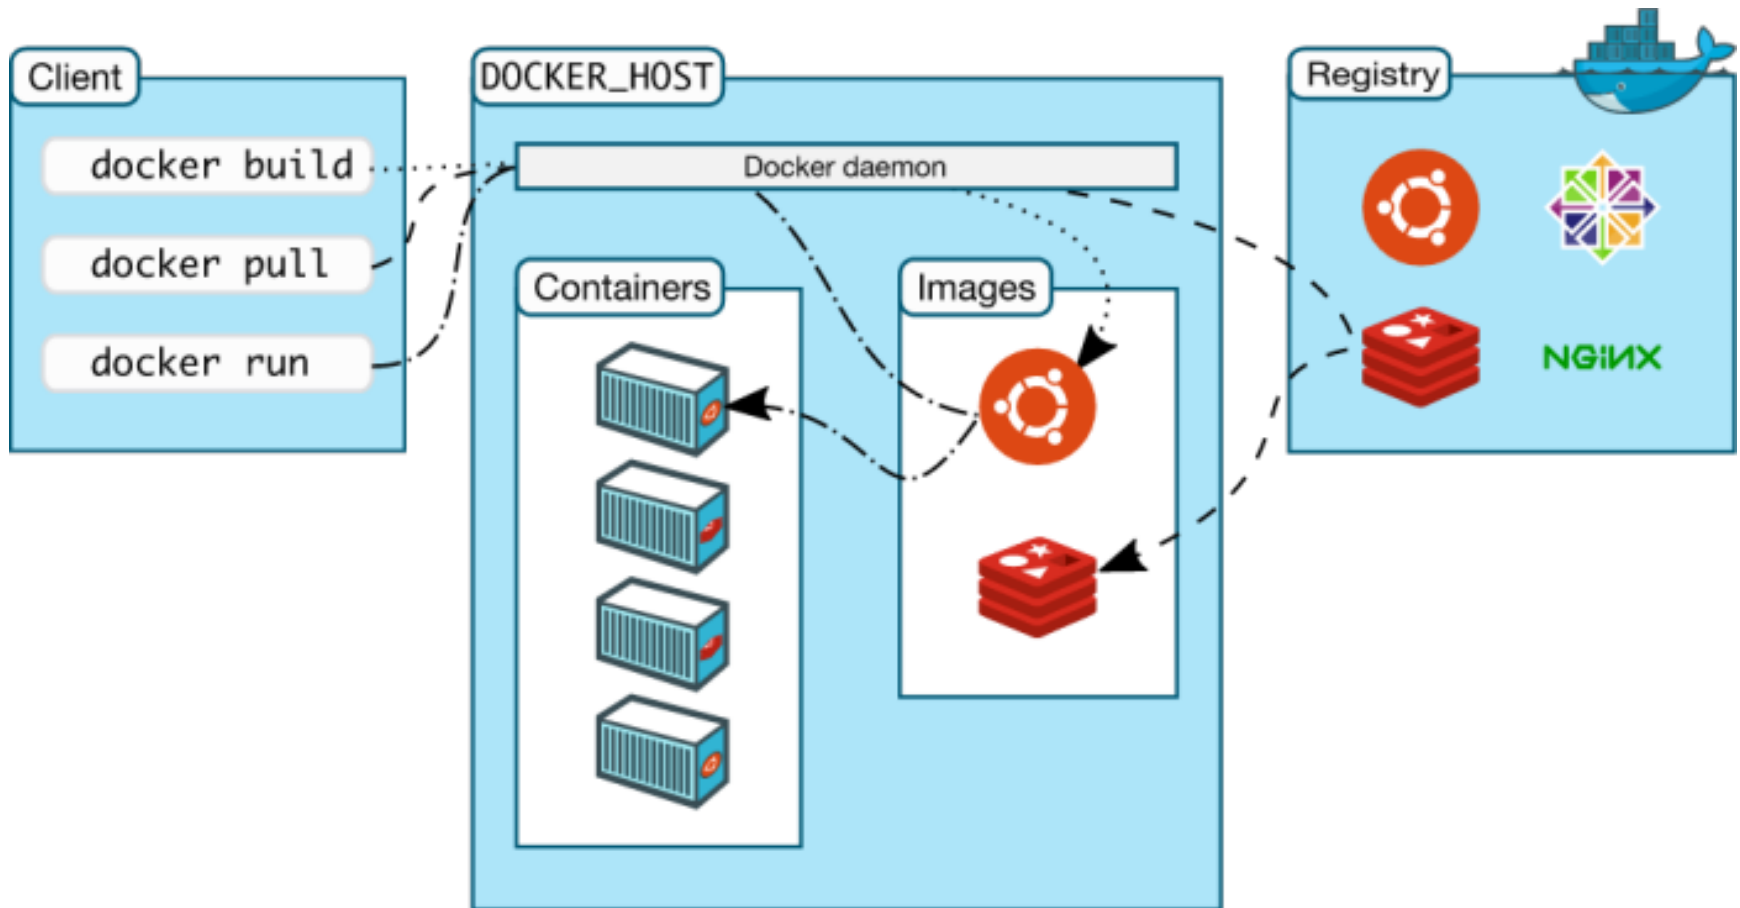 Client
docker build
docker pull
docker run
DOCKER_HOST
Docker daemon
Containers
Images
Registry
NGiNX